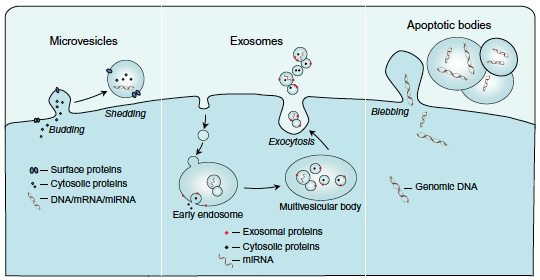 Microvesicles
Exosomes
Apoptotic bodies
Budding
Shedding
Exocytosis
Blebbing
Surface proteins
Cytosolic proteins
DNA/mRNA/miRNA
Early endosome
Multivesicular body
Exosomal proteins
Cytosolic proteins
miRNA
Genomic DNA